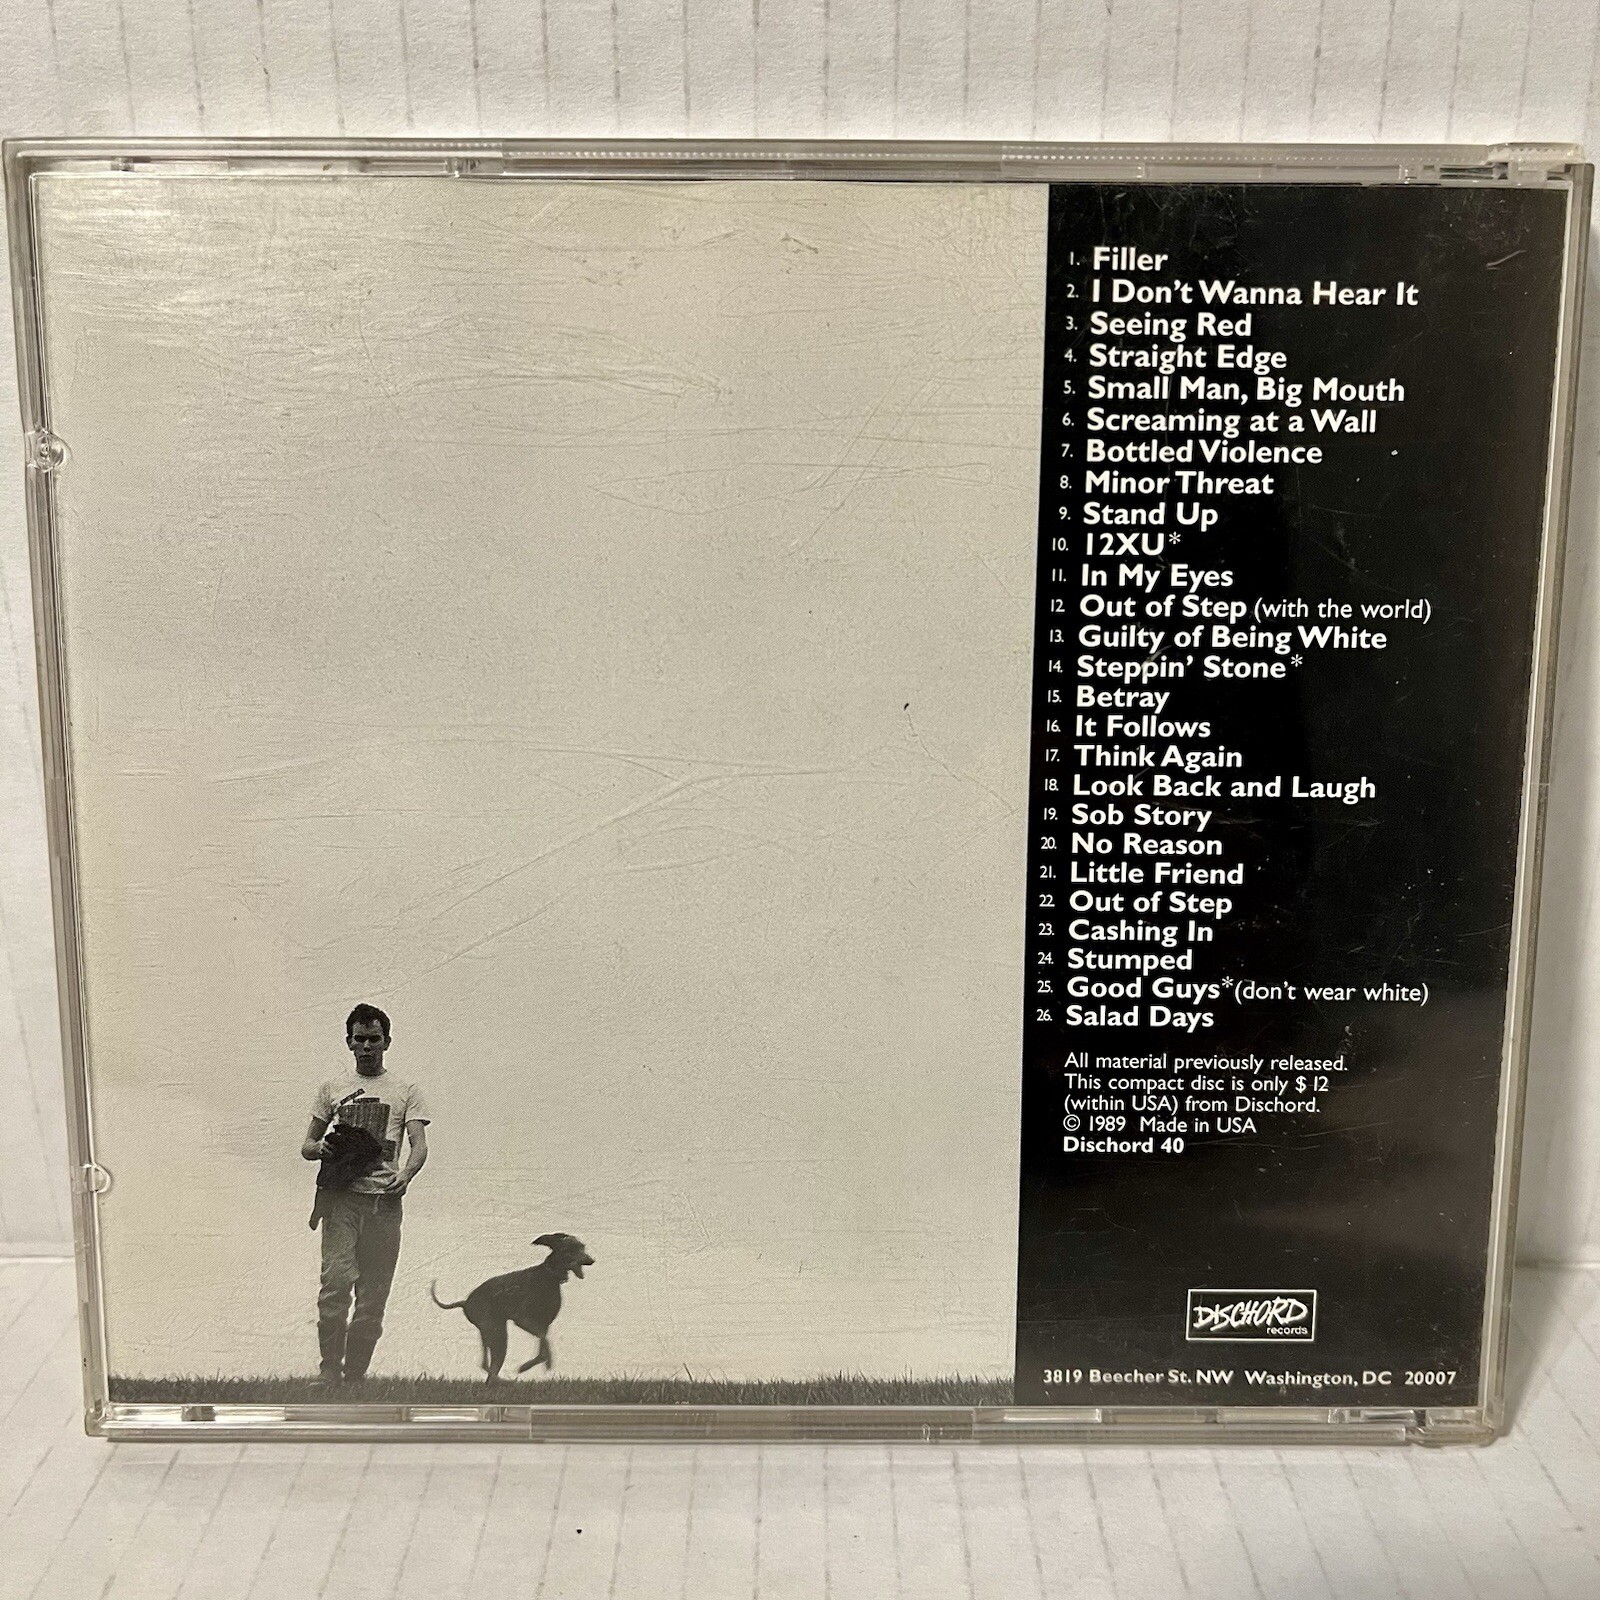 1. Filler
2. I Don't Wanna Hear It
3. Seeing Red
4. Straight Edge
5. Small Man, Big Mouth
6. Screaming at a Wall
7. Bottled Violence
8. Minor Threat
9. Stand Up
10. 12XU*
11. In My Eyes
12. Out of Step (with the world)
13. Guilty of Being White
14. Steppin' Stone*
15. Betray
16. It Follows
17. Think Again
18. Look Back and Laugh
19. Sob Story
20. No Reason
21. Little Friend
22. Out of Step
23. Cashing In
24. Stumped
25. Good Guys* (don't wear white)
26. Salad Days
All material previously released.
This compact disc is only $12
(within USA) from Dischord.
© 1989 Made in USA
Dischord 40
DISCHORD
records
3819 Beecher St. NW Washington, DC 20007